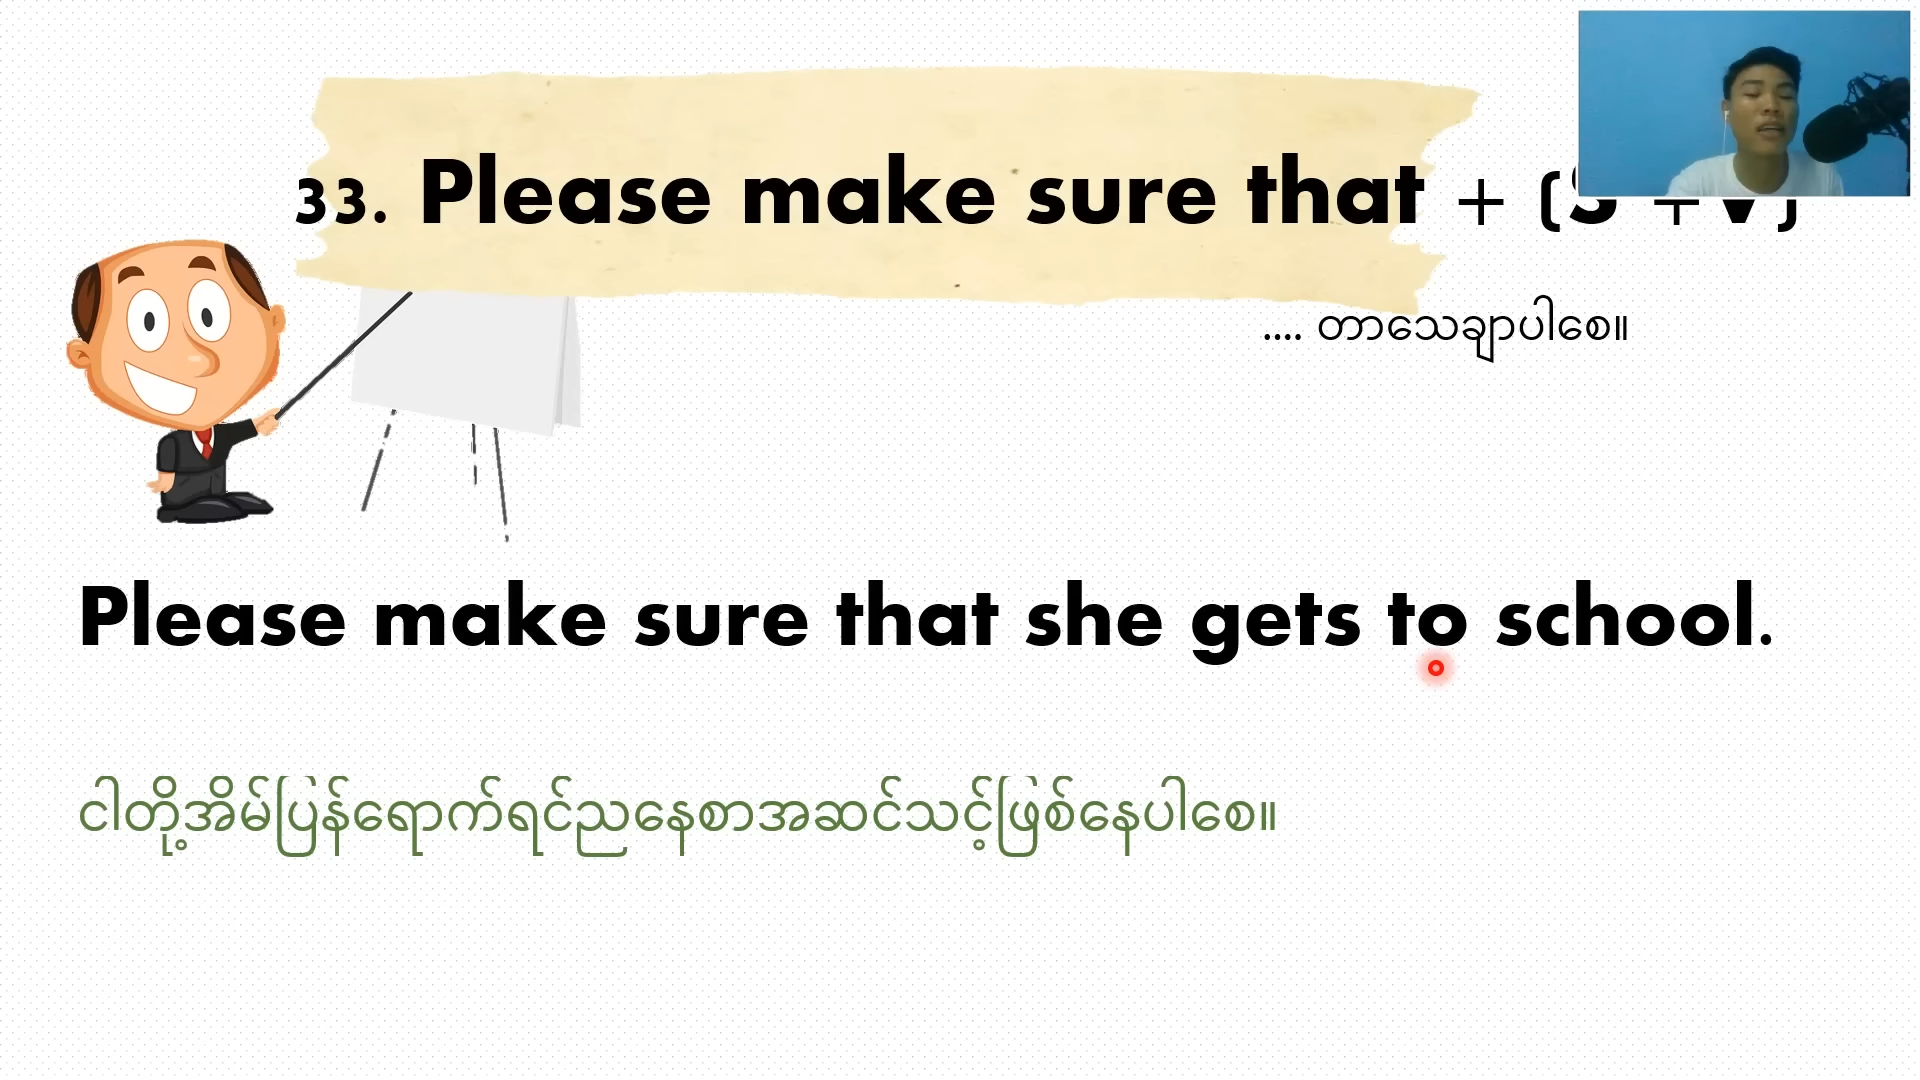 33. Please make sure that + (S +V)
.... တာသေချာပါစေ။
Please make sure that she gets to school.
ငါတို့အိမ်ပြန်ရောက်ရင်ညနေစာအဆင်သင့်ဖြစ်နေပါစေ။